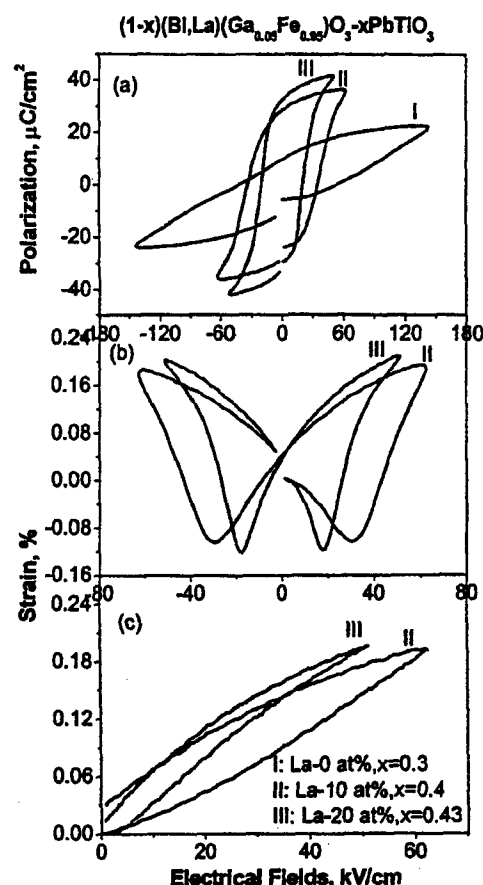 (1-x)(Bi,La)(Ga0.05Fe0.95)O3-xPbTiO3
(a)
III
II
I
Polarization, μC/cm²
40
20
0
-20
-40
-180 -120 -60 0 60 120 180
(b)
III
II
0.24
0.16
0.08
0.00
-0.08
-0.16
-80 -40 0 40 80
Strain, %
(c)
III
II
0.24
0.18
0.12
0.06
0.00
I: La-0 at%,x=0.3
II: La-10 at%,x=0.4
III: La-20 at%,x=0.43
0 20 40 60
Electrical Fields, kV/cm